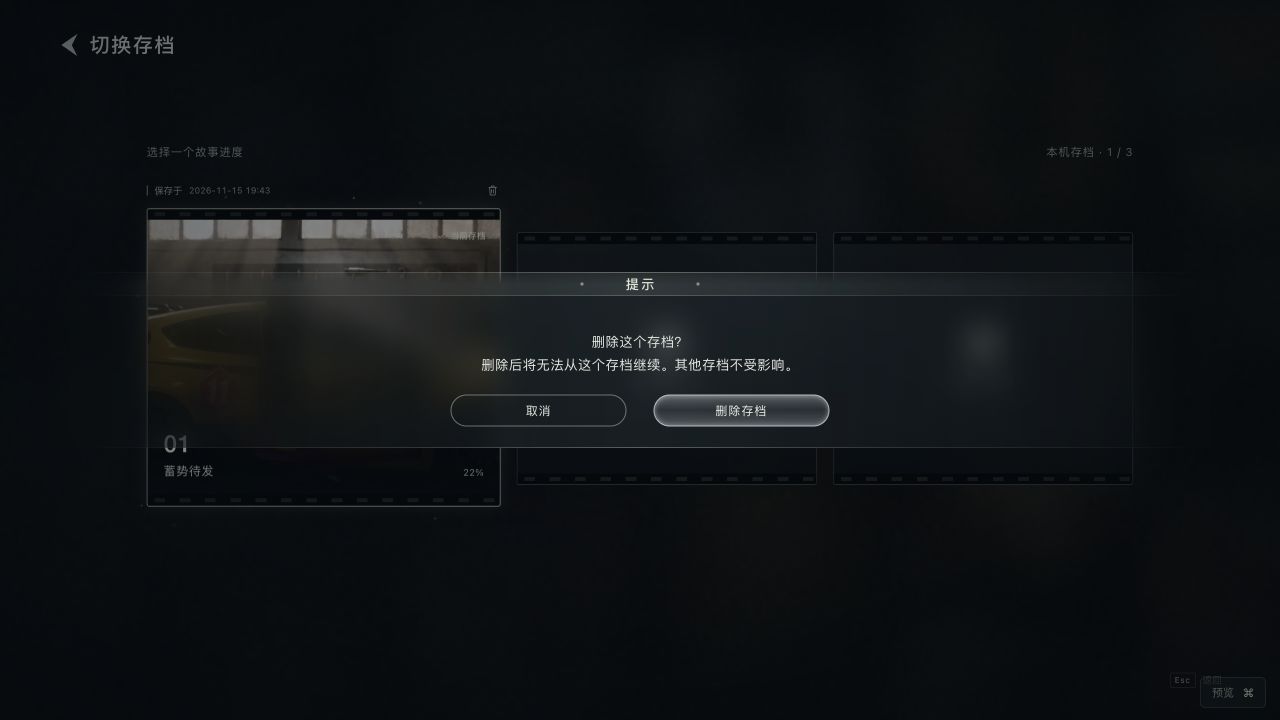 切换存档
选择一个故事进度
本机存档 · 1 / 3
保存于 2026-11-15 19:43
当前存档
提示
删除这个存档?
删除后将无法从这个存档继续。其他存档不受影响。
取消
删除存档
01
蓄势待发
22%
Esc 返回
预览 ⌘